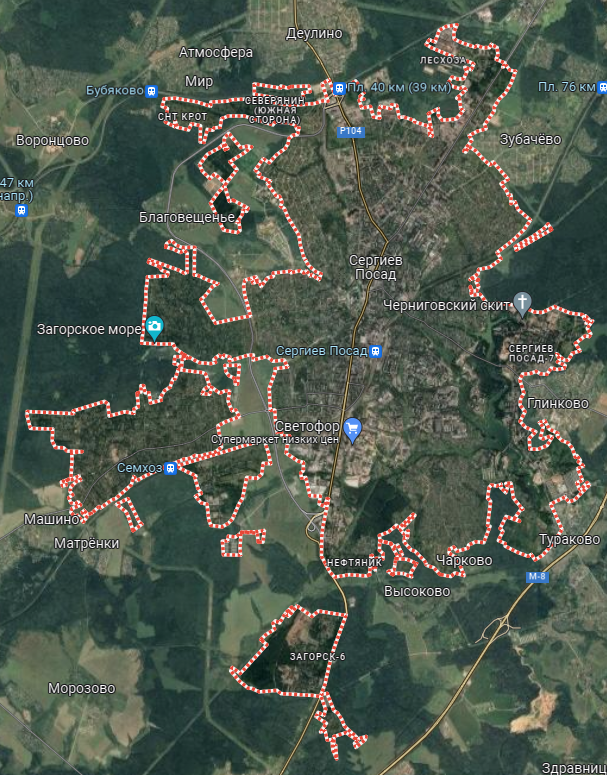 Деулино
Атмосфера
ЛЕСХОЗА
Мир
Бубяково
Пл. 40 км (39 км)
Пл. 76 км
СЕВЕРЯНИН
(ЮЖНАЯ
СТОРОНА)
СНТ КРОТ
Р104
Воронцово
Зубачёво
47 км
напр.)
Благовещенье
Сергиев
Посад
Черниговский скит
Загорское море
Сергиев Посад
СЕРГИЕВ
ПОСАД-7
Глинково
Светофор
Супермаркет низких цен
Семхоз
Машино
Матрёнки
Тураково
НЕФТЯНИК
Чарково
М-8
Высоково
ЗАГОРСК-6
Морозово
Здравниц